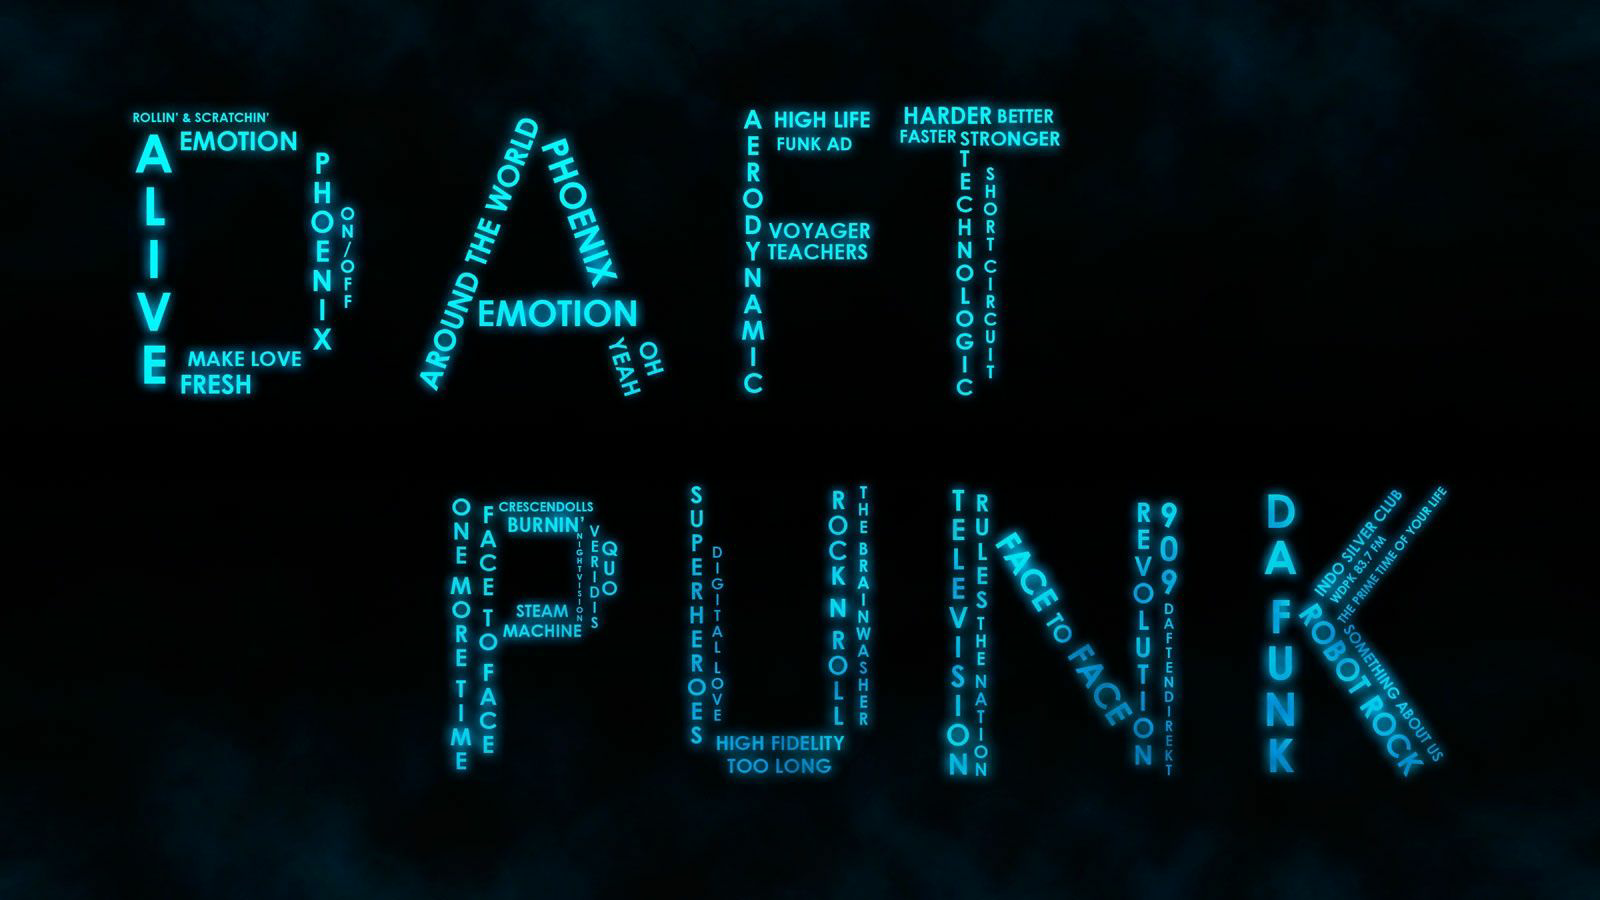 ROLLIN' & SCRATCHIN'
EMOTION
ALIVE
PHOENIX
ON/OFF
MAKE LOVE
FRESH
AROUND THE WORLD
PHOENIX
EMOTION
OH
YEAH
AERODYNAMIC
HIGH LIFE
FUNK AD
VOYAGER
TEACHERS
HARDER BETTER
FASTER STRONGER
TECHNOLOGIC
SHORT CIRCUIT
ONE MORE TIME
FACE TO FACE
CRESCENDOLLS
BURNIN'
NIGHTVISION
VERIDIS
QUO
STEAM
MACHINE
SUPERHEROES
DIGITAL LOVE
HIGH FIDELITY
TOO LONG
ROCK N ROLL
THE BRAINWASHER
TELEVISION
RULES THE NATION
FACE TO FACE
REVOLUTION
909
DAFTENDIREKT
DA FUNK
INDO SILVER CLUB
WDPK 83.7 FM
THE PRIME TIME OF YOUR LIFE
ROBOT ROCK
SOMETHING ABOUT US